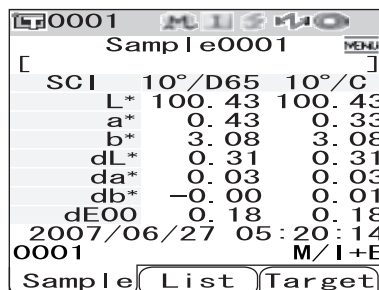 0001
Sample0001 MENU
[ ]
SCI 10°/D65 10°/C
L* 100.43 100.43
a* 0.43 0.33
b* 3.08 3.08
dL* 0.31 0.31
da* 0.03 0.03
db* -0.00 0.01
dE00 0.18 0.18
2007/06/27 05:20:14
0001 M/I+E
Sample List Target